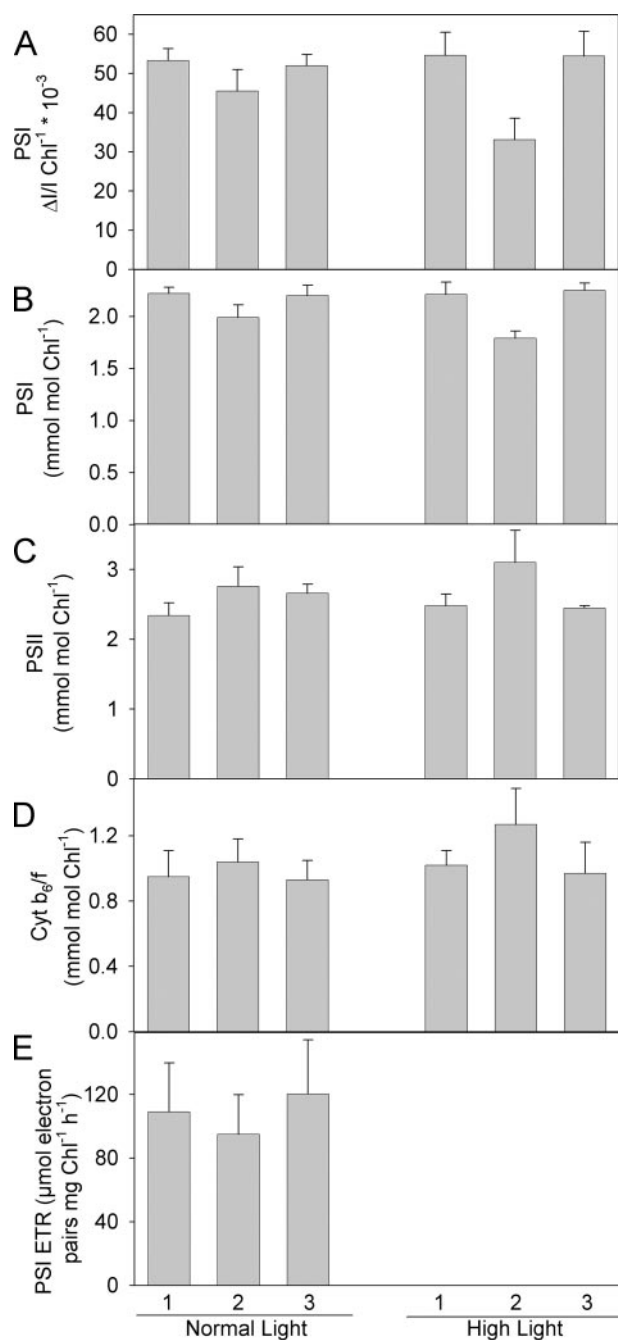 A
PSI
ΔI/I Chl⁻¹ * 10⁻³
60
50
40
30
20
10
0
B
PSI
(mmol mol Chl⁻¹)
2.0
1.5
1.0
0.5
0.0
C
PSII
(mmol mol Chl⁻¹)
3
2
1
0
D
Cyt b₆/f
(mmol mol Chl⁻¹)
1.2
0.8
0.4
0.0
E
PSI ETR (µmol electron
pairs mg Chl⁻¹ h⁻¹)
120
80
40
0
1 2 3 1 2 3
Normal Light High Light